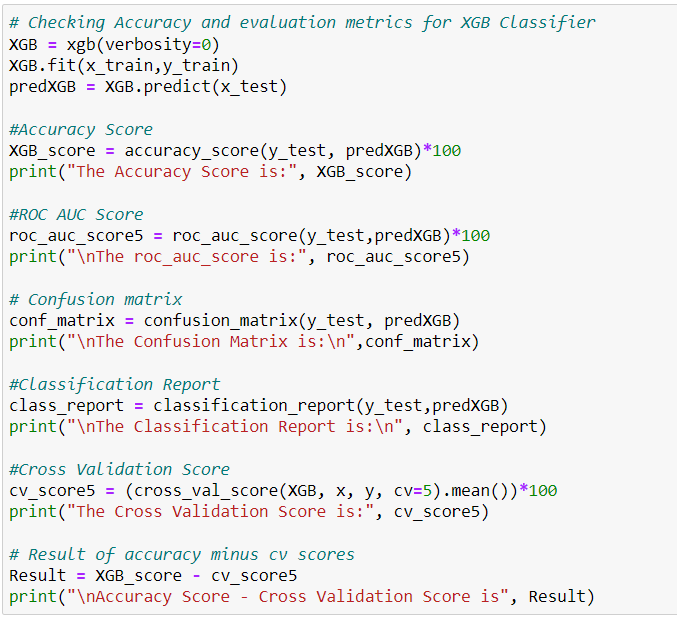 # Checking Accuracy and evaluation metrics for XGB Classifier
XGB = xgb(verbosity=0)
XGB.fit(x_train,y_train)
predXGB = XGB.predict(x_test)
#Accuracy Score
XGB_score = accuracy_score(y_test, predXGB)*100
print("The Accuracy Score is:", XGB_score)
#ROC AUC Score
roc_auc_score5 = roc_auc_score(y_test,predXGB)*100
print("\nThe roc_auc_score is:", roc_auc_score5)
# Confusion matrix
conf_matrix = confusion_matrix(y_test, predXGB)
print("\nThe Confusion Matrix is:\n",conf_matrix)
#Classification Report
class_report = classification_report(y_test,predXGB)
print("\nThe Classification Report is:\n", class_report)
#Cross Validation Score
cv_score5 = (cross_val_score(XGB, x, y, cv=5).mean())*100
print("The Cross Validation Score is:", cv_score5)
# Result of accuracy minus cv scores
Result = XGB_score - cv_score5
print("\nAccuracy Score - Cross Validation Score is", Result)